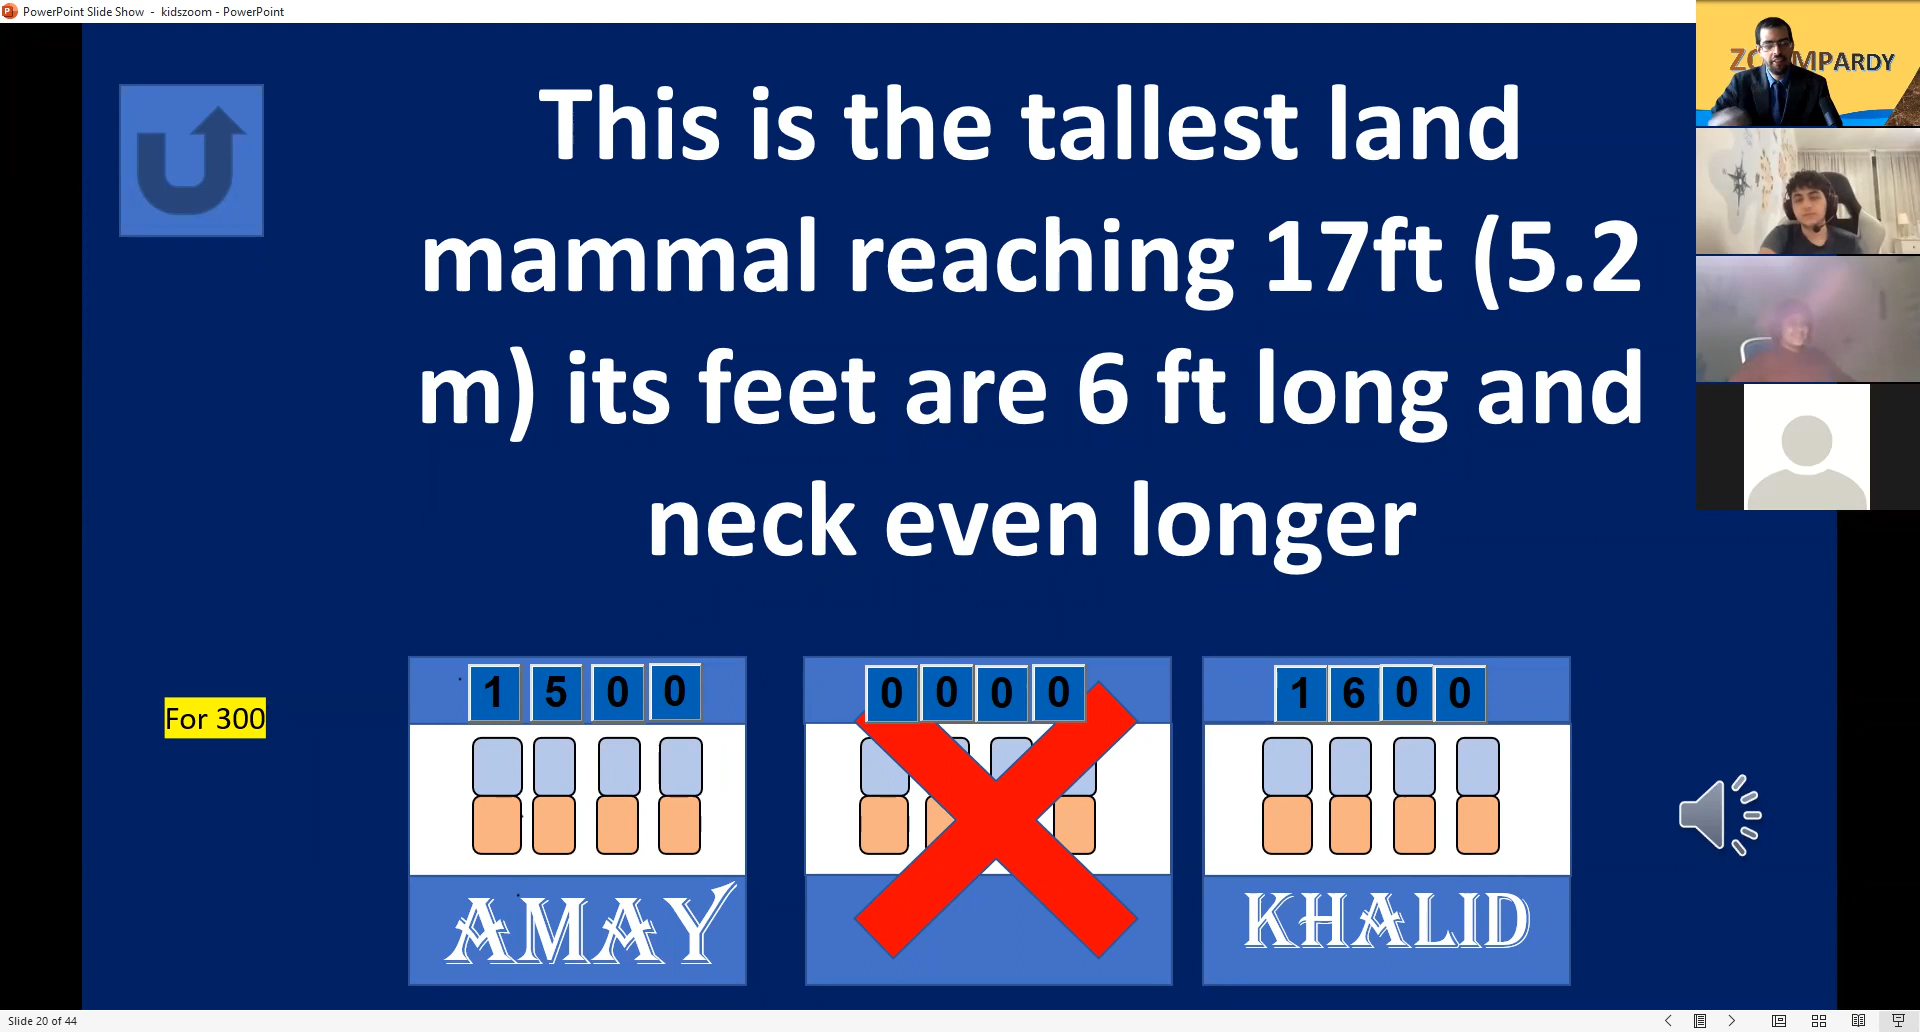 PowerPoint Slide Show - kidszoom - PowerPoint
This is the tallest land
mammal reaching 17ft (5.2
m) its feet are 6 ft long and
neck even longer
For 300
1 5 0 0
0 0 0 0
1 6 0 0
AMAY
KHALID
Slide 20 of 44